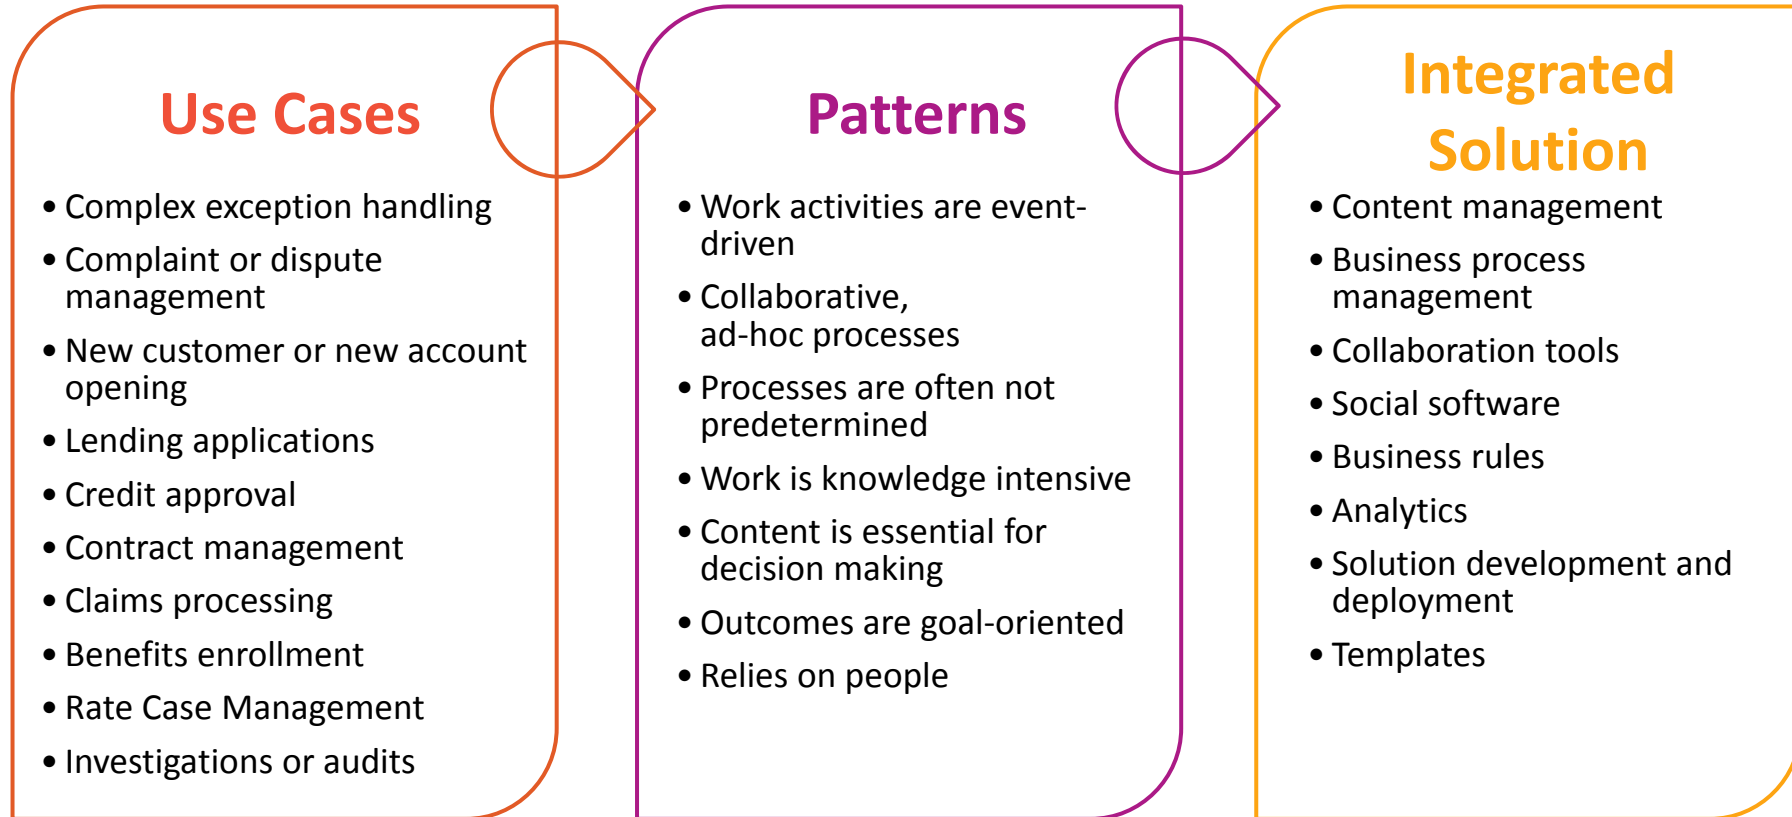 Use Cases
• Complex exception handling
• Complaint or dispute
management
• New customer or new account
opening
• Lending applications
• Credit approval
• Contract management
• Claims processing
• Benefits enrollment
• Rate Case Management
• Investigations or audits
Patterns
• Work activities are event-
driven
• Collaborative,
ad-hoc processes
• Processes are often not
predetermined
• Work is knowledge intensive
• Content is essential for
decision making
• Outcomes are goal-oriented
• Relies on people
Integrated
Solution
• Content management
• Business process
management
• Collaboration tools
• Social software
• Business rules
• Analytics
• Solution development and
deployment
• Templates